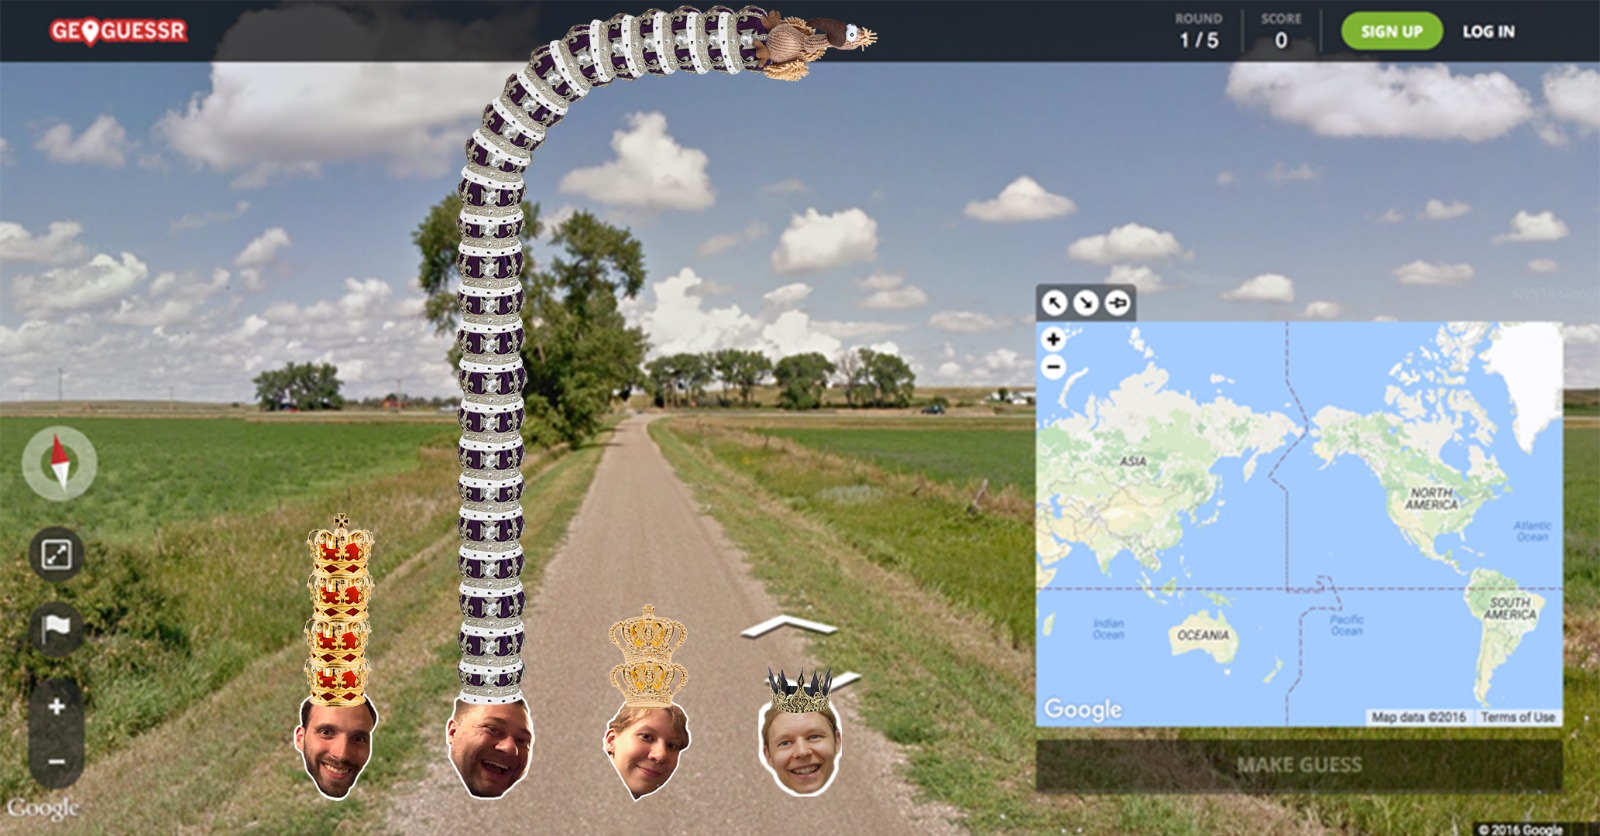 GEOGUESSR
ROUND
1 / 5
SCORE
0
SIGN UP
LOG IN
ASIA
NORTH
AMERICA
Atlantic
Ocean
Indian
Ocean
OCEANIA
Pacific
Ocean
SOUTH
AMERICA
Google
Map data ©2016
Terms of Use
MAKE GUESS
Google
© 2016 Google